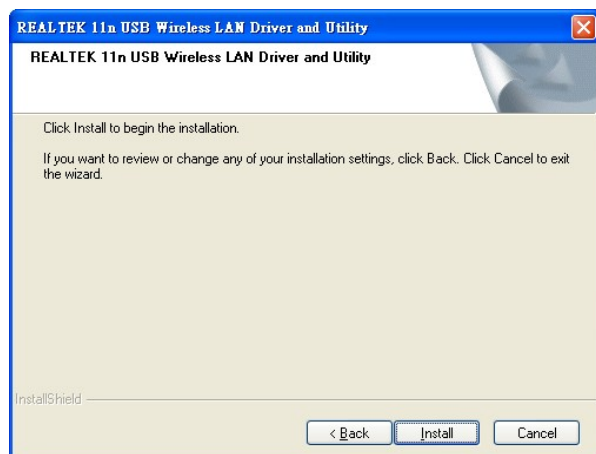 REALTEK 11n USB Wireless LAN Driver and Utility
REALTEK 11n USB Wireless LAN Driver and Utility
Click Install to begin the installation.
If you want to review or change any of your installation settings, click Back. Click Cancel to exit
the wizard.
InstallShield
< Back Install Cancel